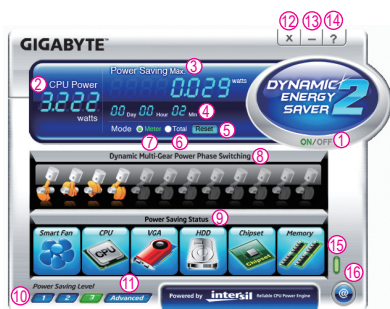 12 13 14
X – ?
GIGABYTE™
3
Power Saving Max.
0.029 watts
2 CPU Power
3.222
watts
00 Day 00 Hour 02 Min 4
Mode Meter Total Reset 5
7 6
DYNAMIC
ENERGY
SAVER 2
ON/OFF 1
Dynamic Multi-Gear Power Phase Switching 8
Power Saving Status 9
Smart Fan CPU VGA HDD Chipset Memory
CPU Chipset
15
16
@
Power Saving Level 11
10 1 2 3 Advanced
Powered by intersil Reliable CPU Power Engine